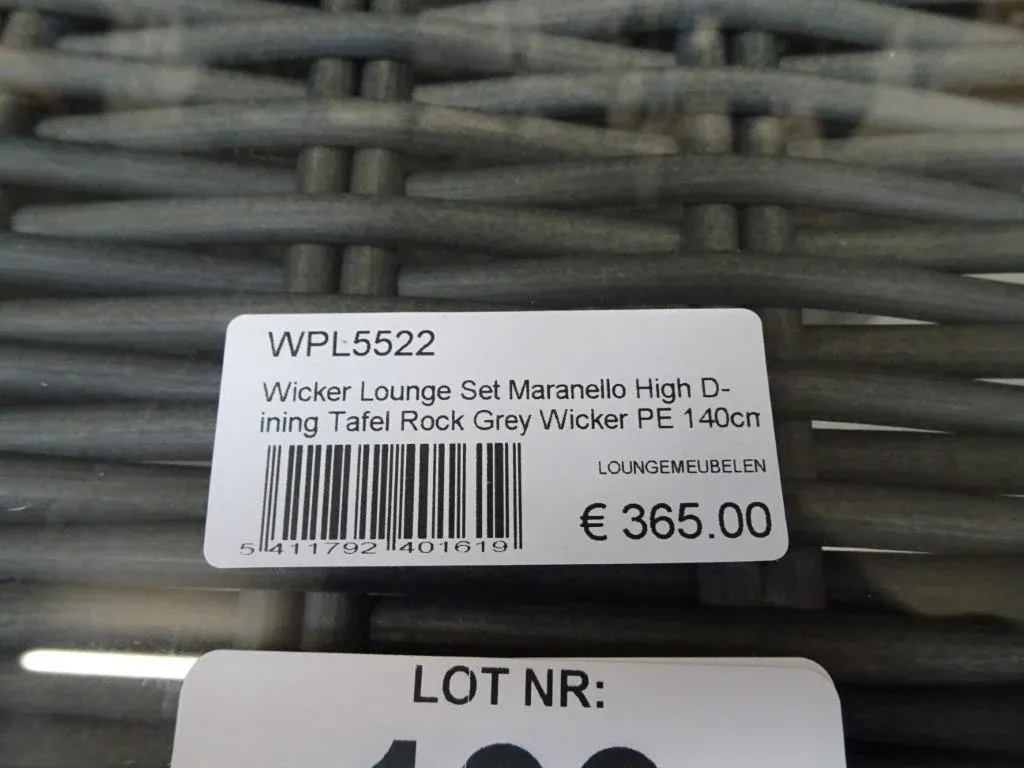 WPL5522
Wicker Lounge Set Maranello High D-
ining Tafel Rock Grey Wicker PE 140cm
LOUNGEMEUBELEN
€ 365.00
5 411792 401619
LOT NR: